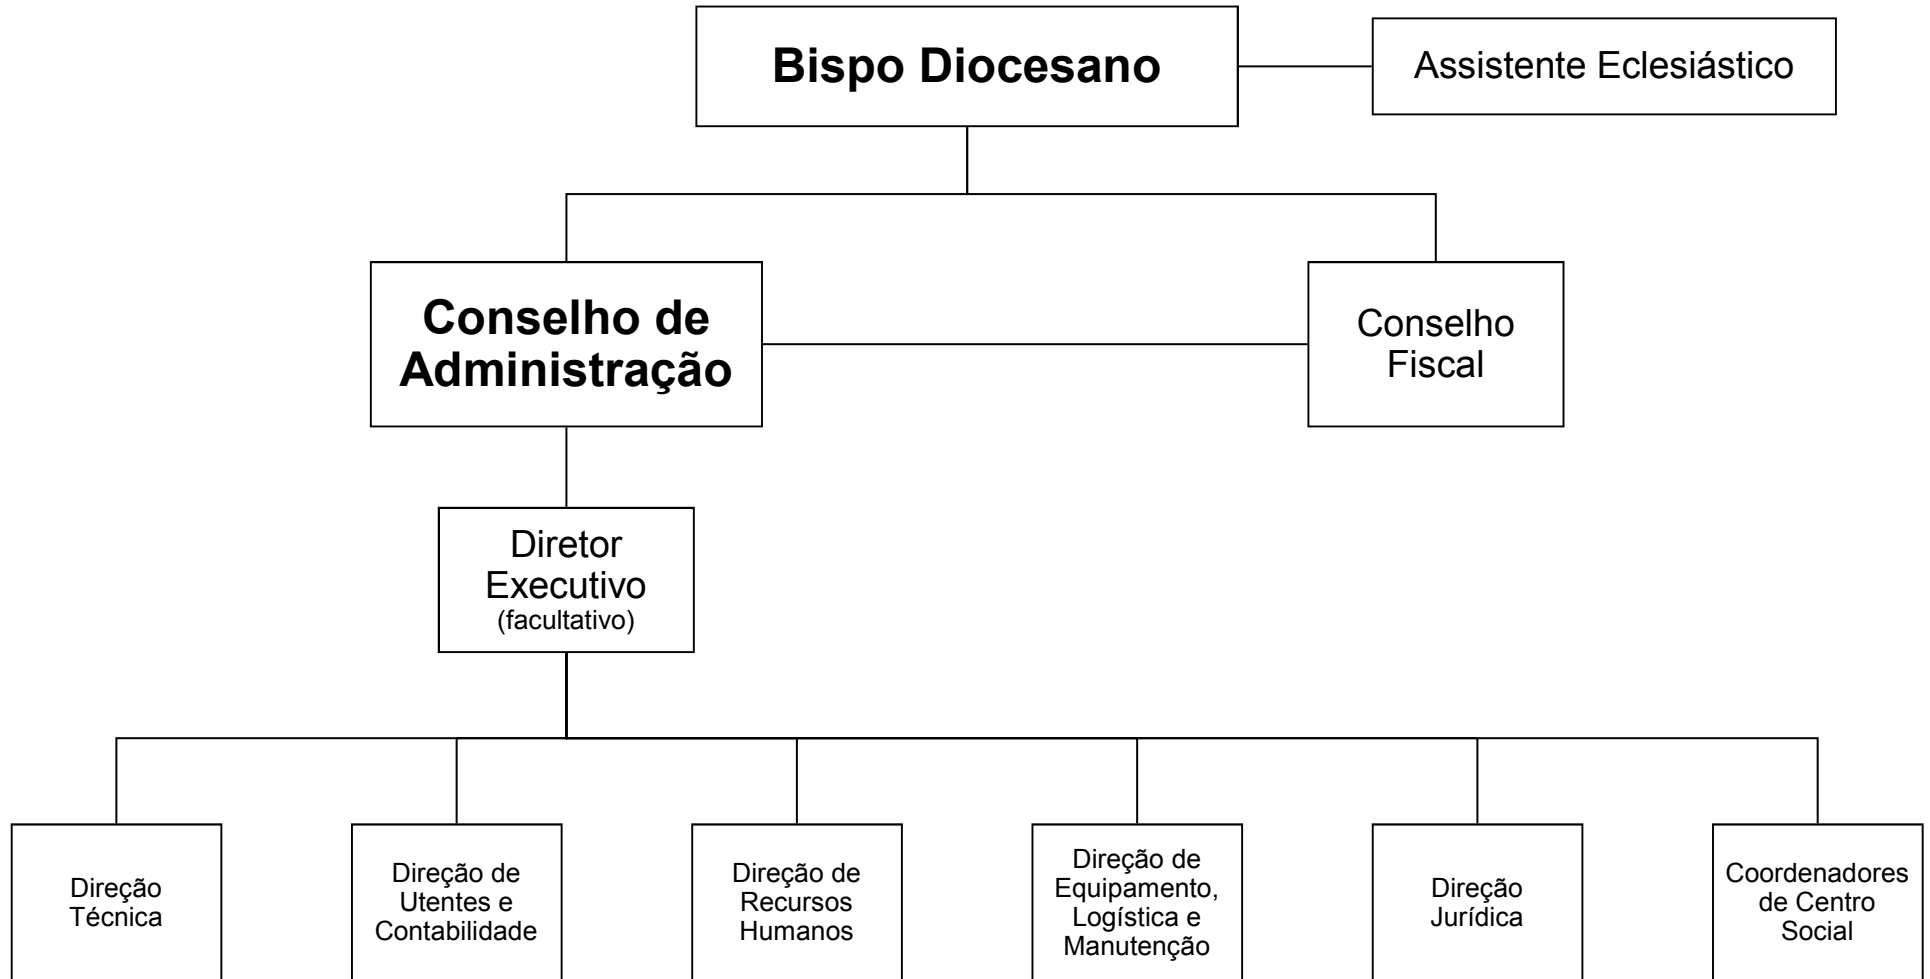 Bispo Diocesano
Assistente Eclesiástico
Conselho de
Administração
Conselho
Fiscal
Diretor
Executivo
(facultativo)
Direção
Técnica
Direção de
Utentes e
Contabilidade
Direção de
Recursos
Humanos
Direção de
Equipamento,
Logística e
Manutenção
Direção
Jurídica
Coordenadores
de Centro
Social